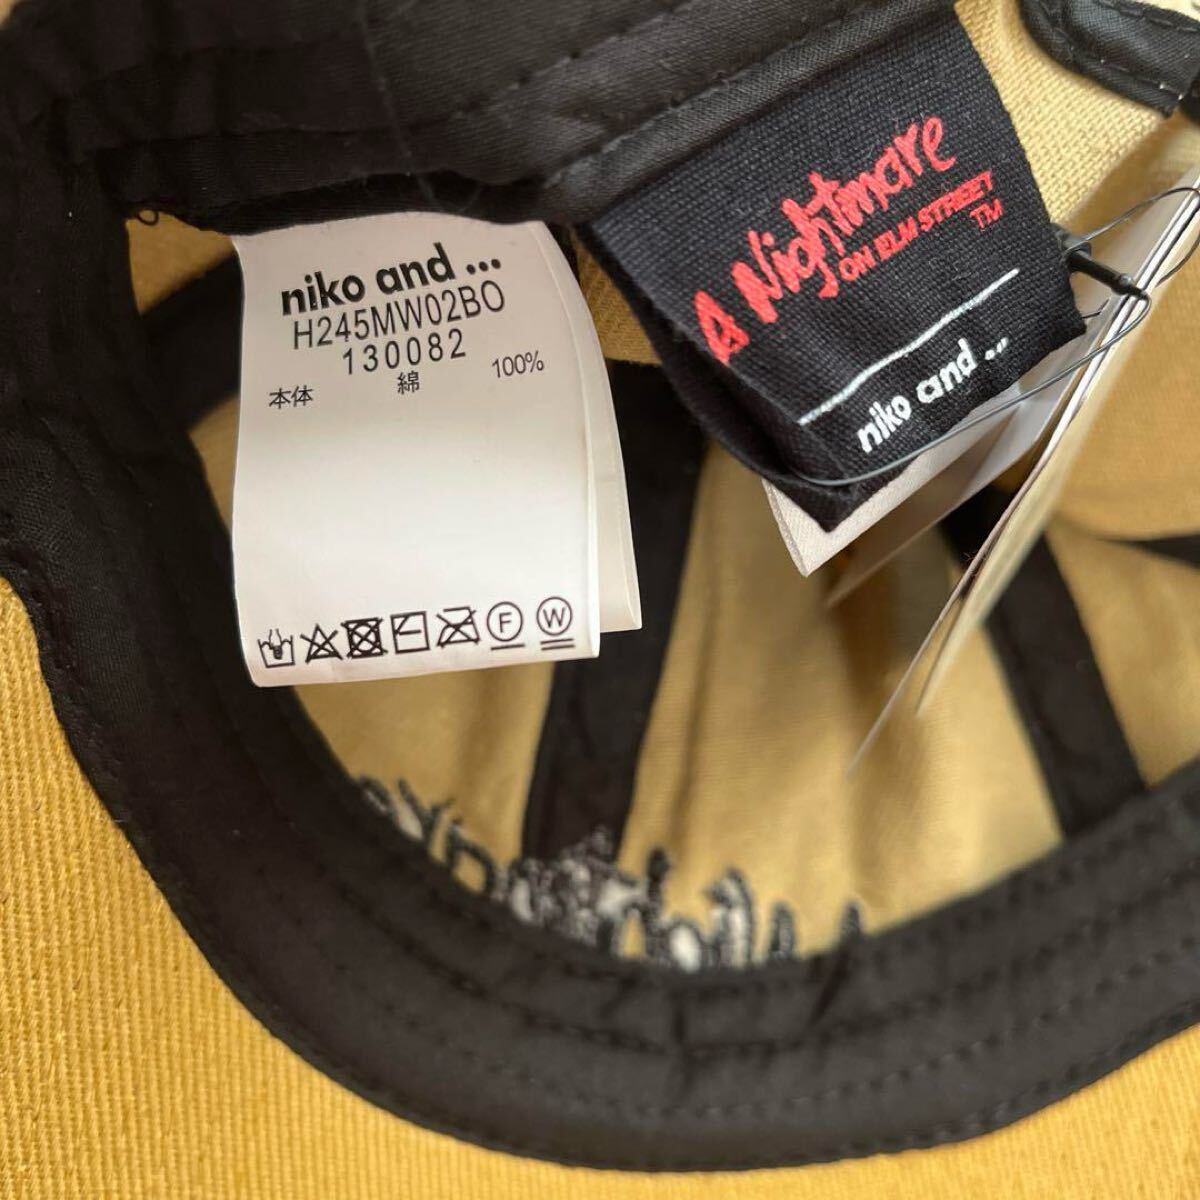 niko and ...
H245MW02BO
130082
本体 綿 100%
F W
A Nightmare
ON ELM STREET
TM
niko and ...